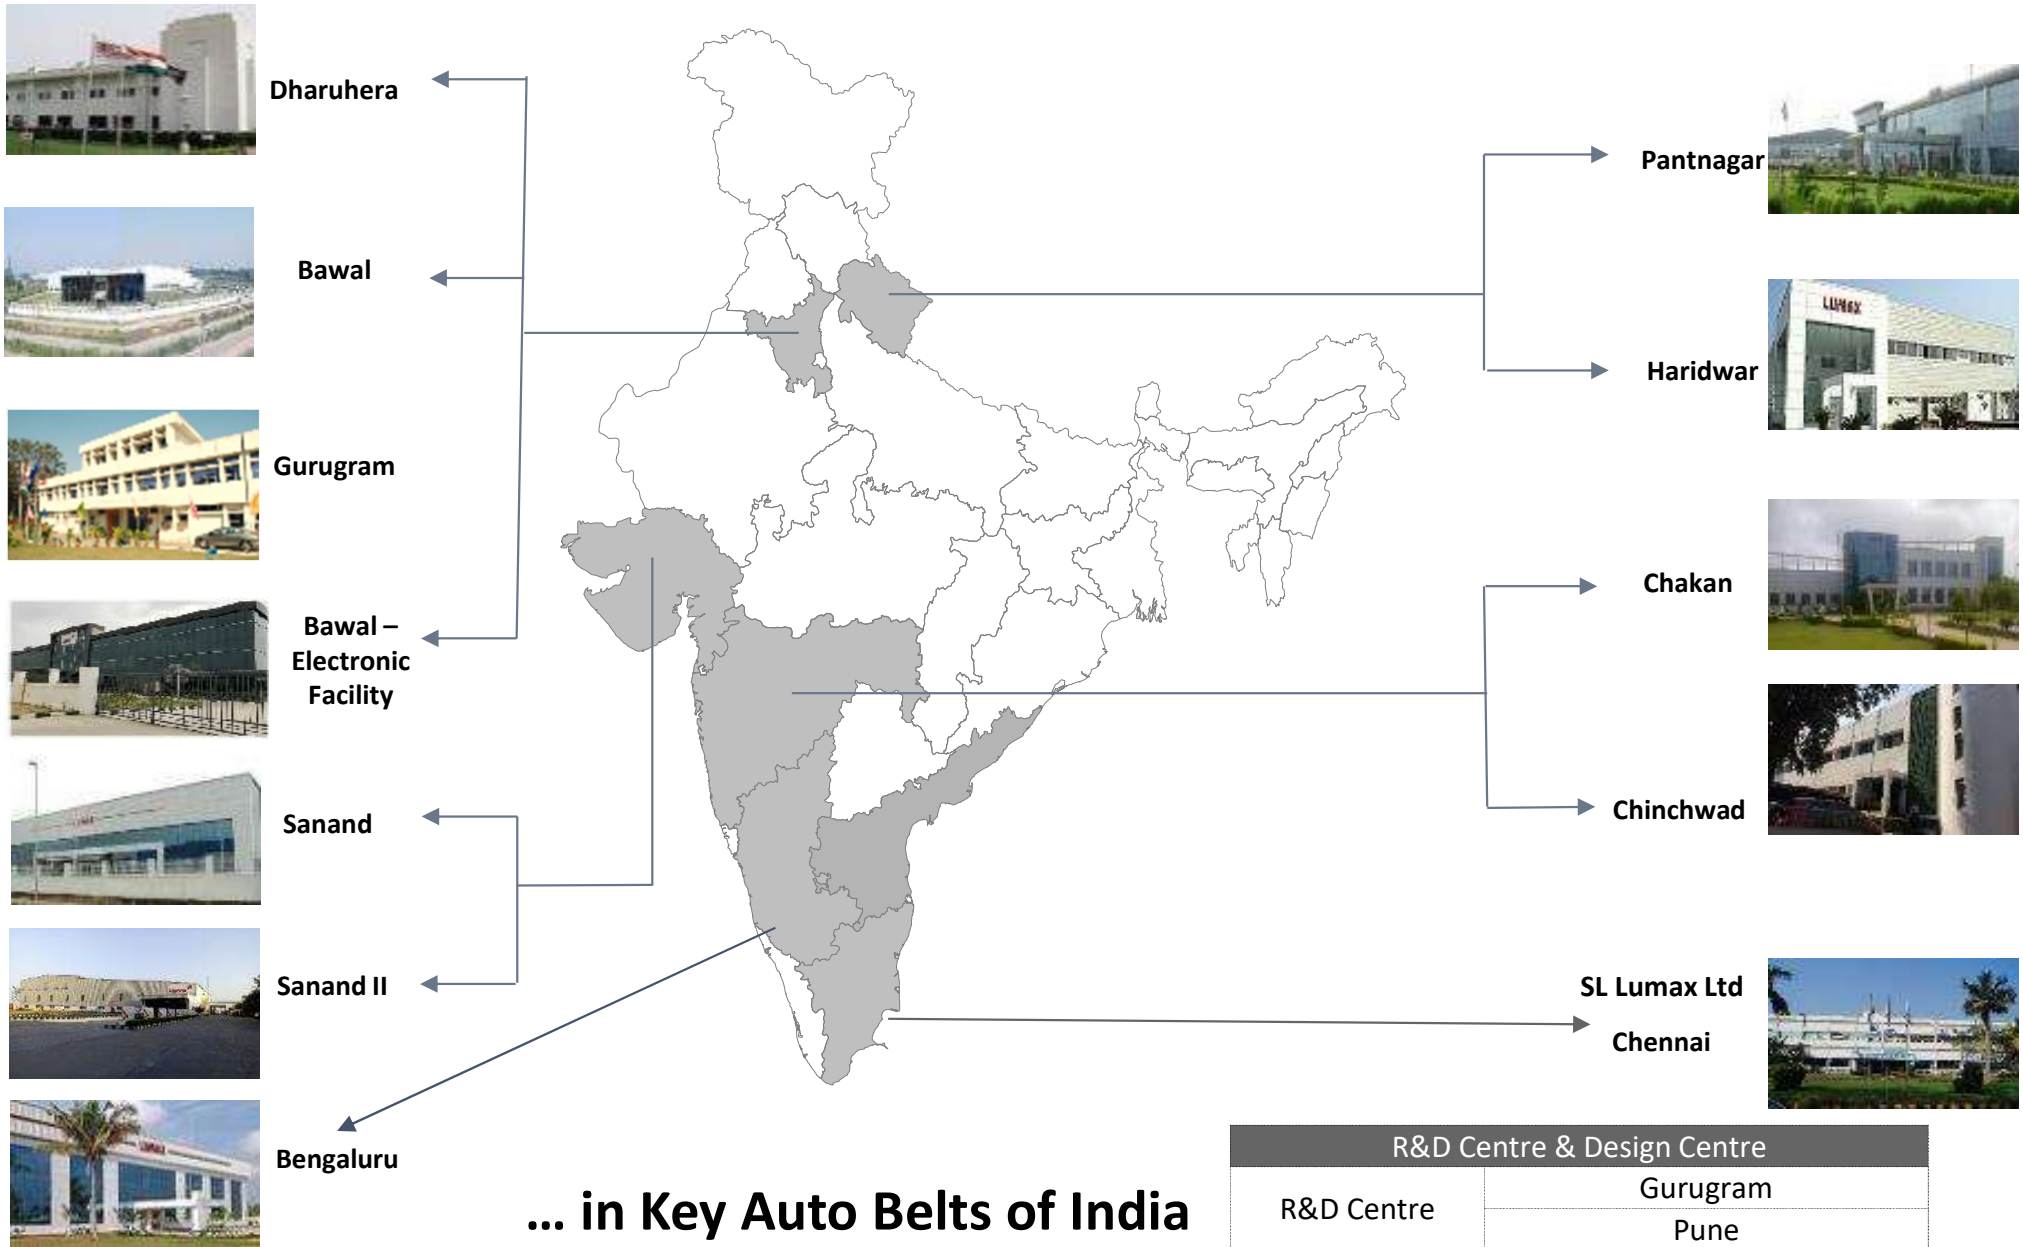 Dharuhera
Bawal
Gurugram
Bawal –
Electronic
Facility
Sanand
Sanand II
Bengaluru
Pantnagar
LUMAX
Haridwar
Chakan
Chinchwad
SL Lumax Ltd
Chennai
... in Key Auto Belts of India
R&D Centre & Design Centre
R&D Centre
Gurugram
Pune